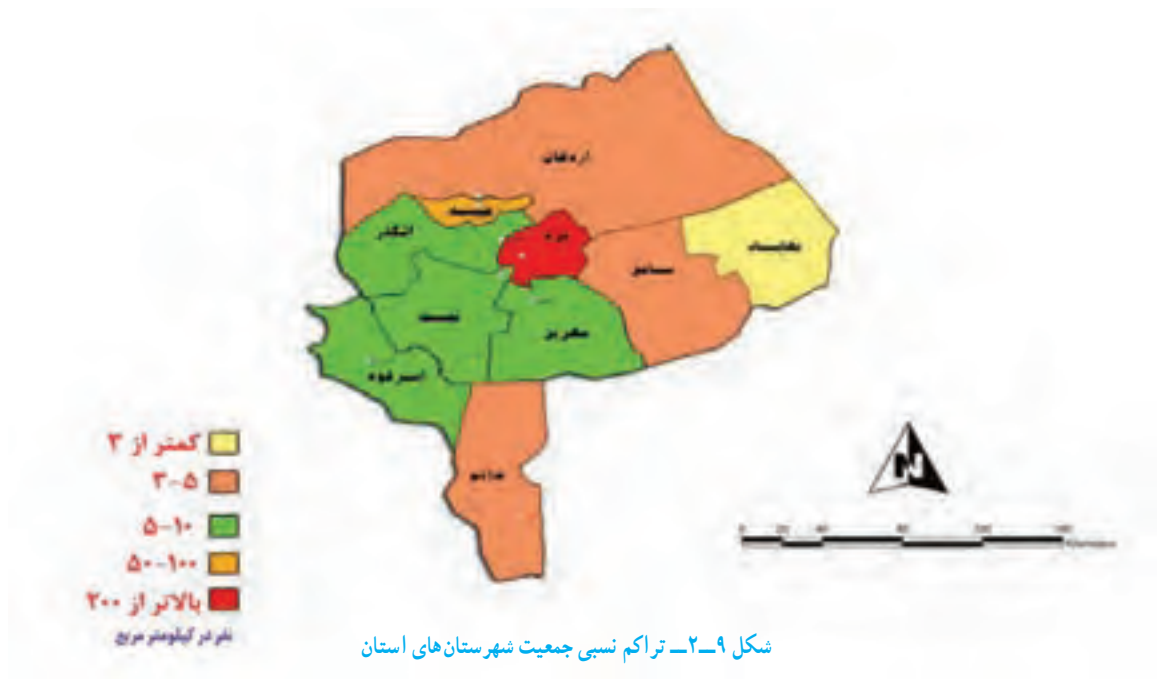 اردکان
میبد
اشکذر
یزد
بهاباد
بافق
تفت
مهریز
ابرکوه
خاتم
کمتر از ۳
۳-۵
۵-۱۰
۵۰-۱۰۰
بالاتر از ۲۰۰
نفر در کیلومتر مربع
N
شکل ۹ــ۲ــ تراکم نسبی جمعیت شهرستان‌های استان